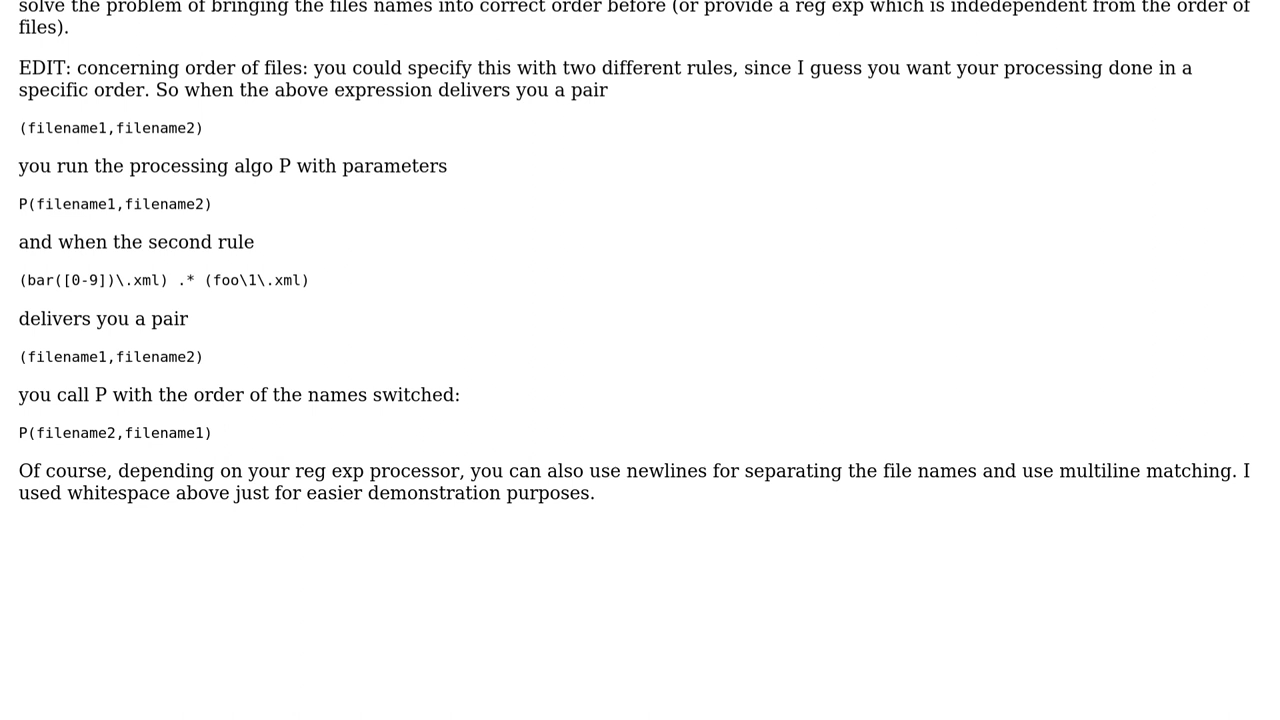 solve the problem of bringing the files names into correct order before (or provide a reg exp which is indedependent from the order of
files).
EDIT: concerning order of files: you could specify this with two different rules, since I guess you want your processing done in a
specific order. So when the above expression delivers you a pair
(filename1,filename2)
you run the processing algo P with parameters
P(filename1,filename2)
and when the second rule
(bar([0-9])\.xml) .* (foo\1\.xml)
delivers you a pair
(filename1,filename2)
you call P with the order of the names switched:
P(filename2,filename1)
Of course, depending on your reg exp processor, you can also use newlines for separating the file names and use multiline matching. I
used whitespace above just for easier demonstration purposes.